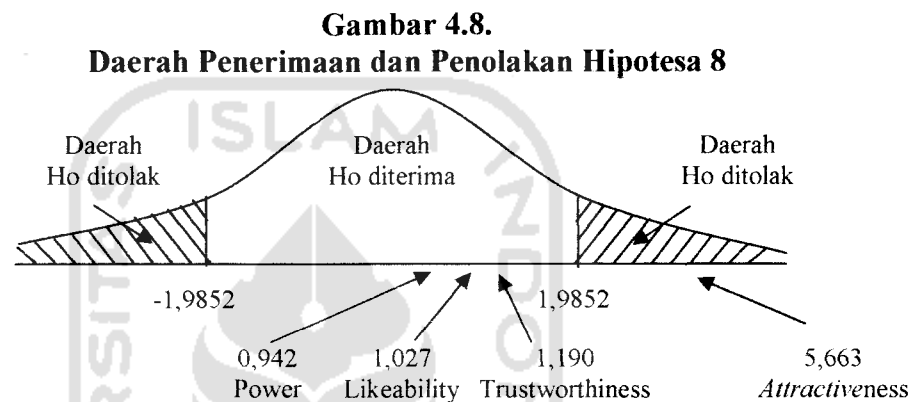 Gambar 4.8.
Daerah Penerimaan dan Penolakan Hipotesa 8
ISLAM
Daerah
Ho ditolak
Daerah
Ho diterima
Daerah
Ho ditolak
-1,9852
1,9852
0,942
Power
1,027
Likeability
1,190
Trustworthiness
5,663
Attractiveness